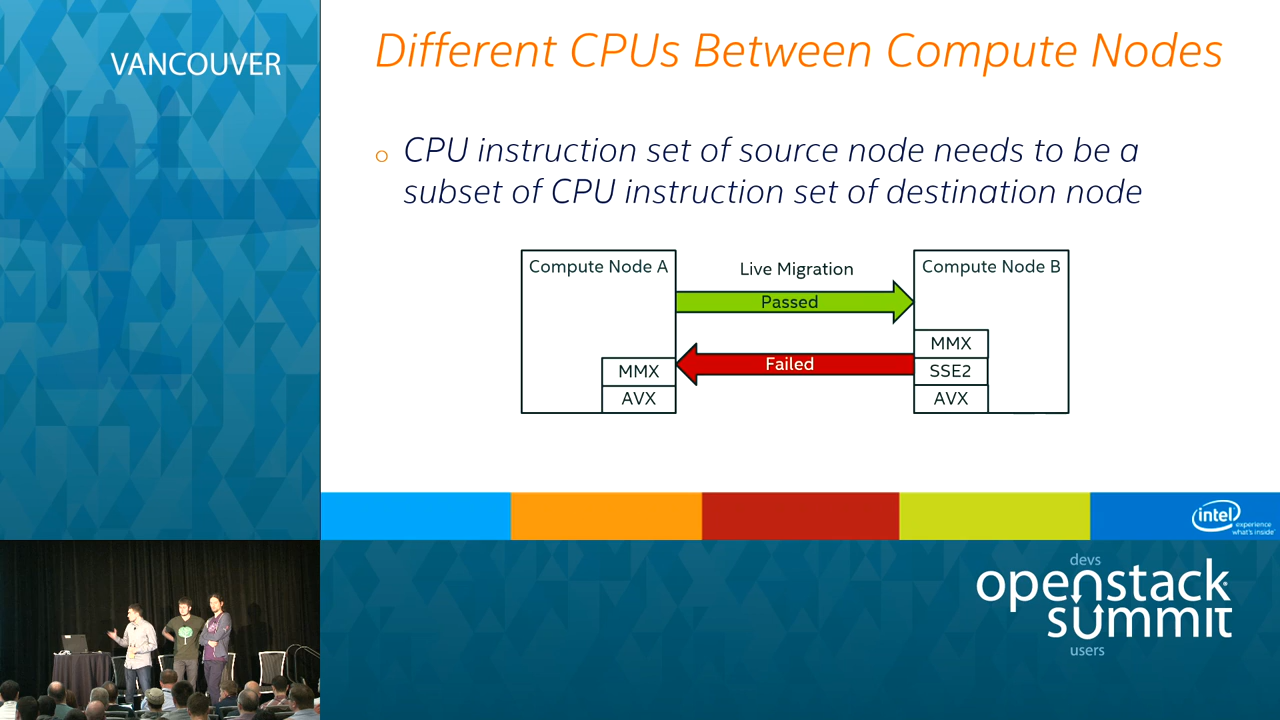 VANCOUVER
Different CPUs Between Compute Nodes
o CPU instruction set of source node needs to be a
subset of CPU instruction set of destination node
Compute Node A
Live Migration
Compute Node B
Passed
Failed
MMX
AVX
MMX
SSE2
AVX
intel
experience
what's inside
devs
openstack
summit
users